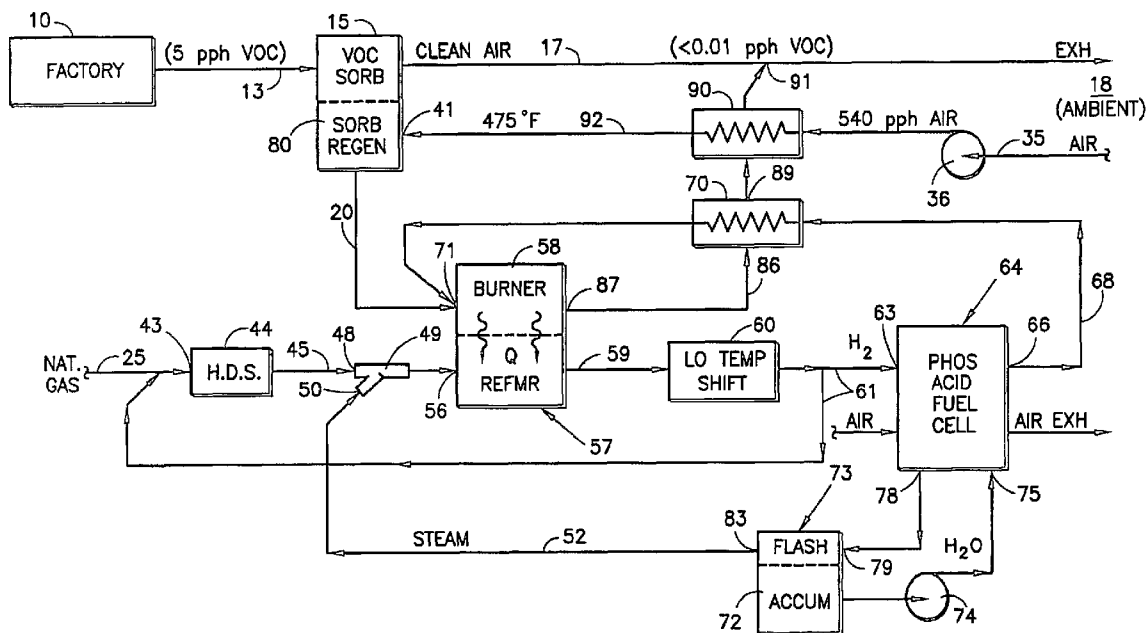 10
FACTORY
(5 pph VOC)
13
15
VOC
SORB
SORB
REGEN
80
41
CLEAN AIR
17
(<0.01 pph VOC)
91
EXH
18
(AMBIENT)
475°F
92
90
540 pph AIR
35
AIR
36
89
70
20
71
58
BURNER
Q
REFMR
87
86
64
68
NAT.
GAS
25
43
44
H.D.S.
45
48
49
50
56
57
59
60
LO TEMP
SHIFT
H2
63
61
66
PHOS
ACID
FUEL
CELL
AIR
AIR EXH
78
75
73
STEAM
52
83
FLASH
79
H2O
72
ACCUM
74